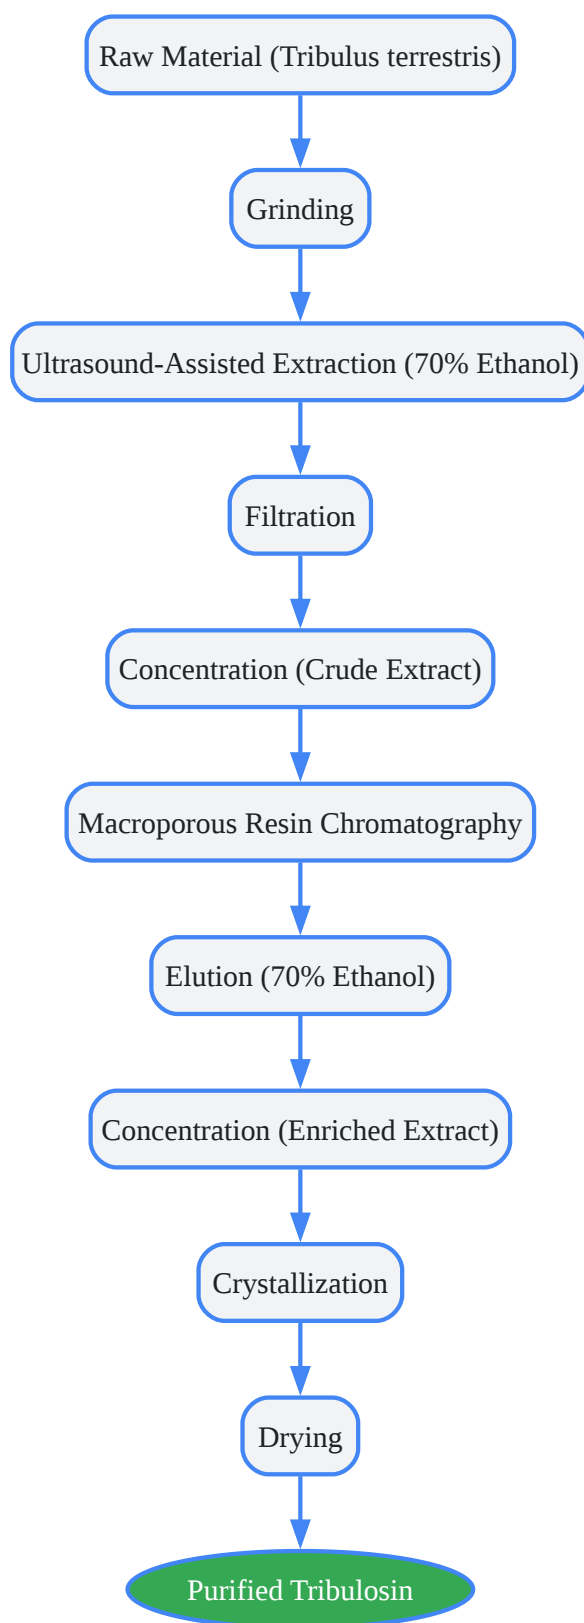 Raw Material (Tribulus terrestris)
Grinding
Ultrasound-Assisted Extraction (70% Ethanol)
Filtration
Concentration (Crude Extract)
Macroporous Resin Chromatography
Elution (70% Ethanol)
Concentration (Enriched Extract)
Crystallization
Drying
Purified Tribulosin